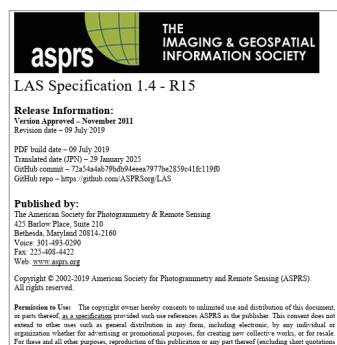 asprs
THE
IMAGING & GEOSPATIAL
INFORMATION SOCIETY
LAS Specification 1.4 - R15
Release Information:
Version Approved – November 2011
Revision date – 09 July 2019
PDF build date – 09 July 2019
Translated date (JPN) – 29 January 2025
GitHub commit – 72a54a4ab79bdb94eeea7977be2859c41fc119f0
GitHub repo – https://github.com/ASPRSorg/LAS
Published by:
The American Society for Photogrammetry & Remote Sensing
425 Barlow Place, Suite 210
Bethesda, Maryland 20814-2160
Voice: 301-493-0290
Fax: 225-408-4422
Web: www.asprs.org
Copyright © 2002-2019 American Society for Photogrammetry and Remote Sensing (ASPRS).
All rights reserved.
Permission to Use: The copyright owner hereby consents to unlimited use and distribution of this document,
or parts thereof, as a specification provided such use references ASPRS as the publisher. This consent does not
extend to other uses such as general distribution in any form, including electronic, by any individual or
organization whether for advertising or promotional purposes, for creating new collective works, or for resale.
For all other purposes, reproduction of this publication or any part thereof (excluding short quotations